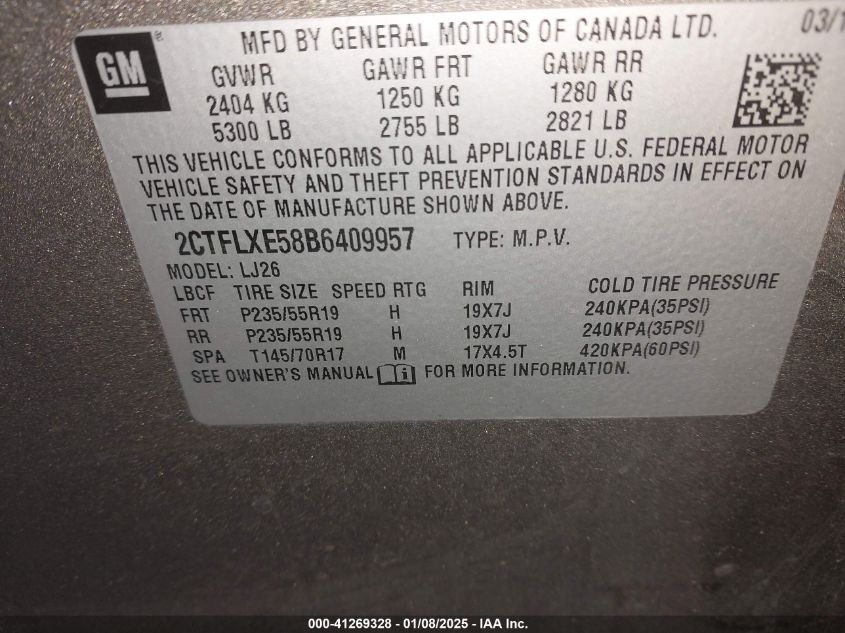 GM
®
MFD BY GENERAL MOTORS OF CANADA LTD. 03/1
GVWR GAWR FRT GAWR RR
2404 KG 1250 KG 1280 KG
5300 LB 2755 LB 2821 LB
THIS VEHICLE CONFORMS TO ALL APPLICABLE U.S. FEDERAL MOTOR
VEHICLE SAFETY AND THEFT PREVENTION STANDARDS IN EFFECT ON
THE DATE OF MANUFACTURE SHOWN ABOVE.
2CTFLXE58B6409957 TYPE: M.P.V.
MODEL: LJ26
LBCF TIRE SIZE SPEED RTG RIM COLD TIRE PRESSURE
FRT P235/55R19 H 19X7J 240KPA(35PSI)
RR P235/55R19 H 19X7J 240KPA(35PSI)
SPA T145/70R17 M 17X4.5T 420KPA(60PSI)
SEE OWNER'S MANUAL i FOR MORE INFORMATION.
000-41269328 - 01/08/2025 - IAA Inc.